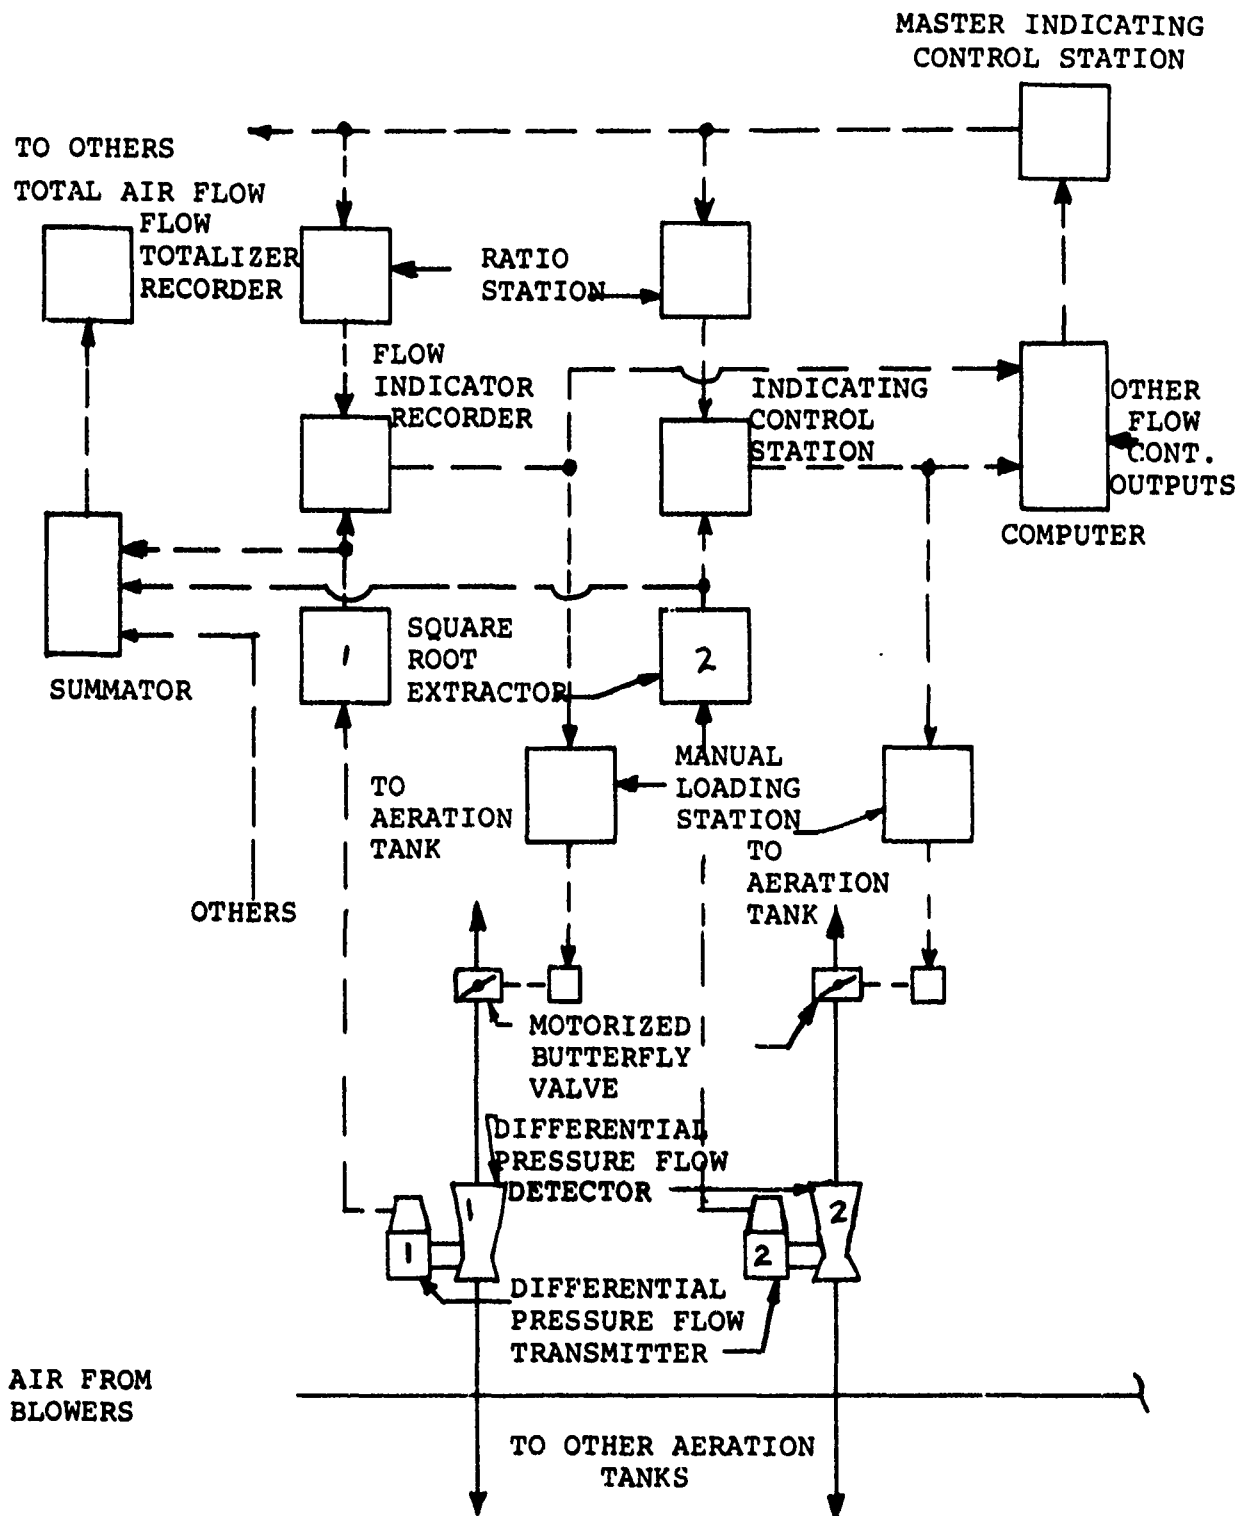 MASTER INDICATING
CONTROL STATION
TO OTHERS
TOTAL AIR FLOW
FLOW
TOTALIZER
RECORDER
RATIO
STATION
FLOW
INDICATOR
RECORDER
INDICATING
CONTROL
STATION
OTHER
FLOW
CONT.
OUTPUTS
COMPUTER
SUMMATOR
1
SQUARE
ROOT
EXTRACTOR
2
OTHERS
TO
AERATION
TANK
MANUAL
LOADING
STATION
TO
AERATION
TANK
MOTORIZED
BUTTERFLY
VALVE
DIFFERENTIAL
PRESSURE FLOW
DETECTOR
1
2
1
2
DIFFERENTIAL
PRESSURE FLOW
TRANSMITTER
AIR FROM
BLOWERS
TO OTHER AERATION
TANKS